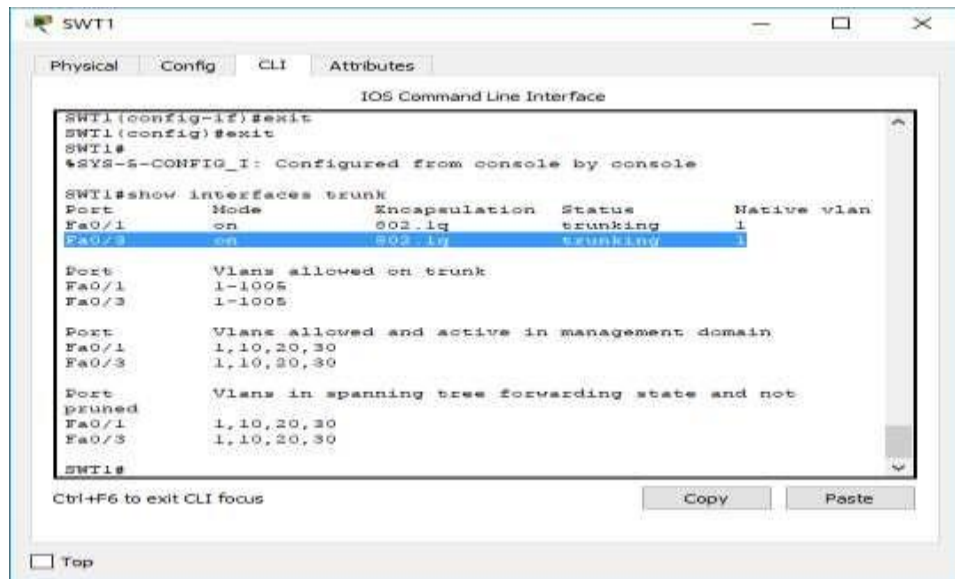 SWT1
Physical Config CLI Attributes
IOS Command Line Interface
SWT1(config-if)#exit
SWT1(config)#exit
SWT1#
%SYS-5-CONFIG_I: Configured from console by console
SWT1#show interfaces trunk
Port Mode Encapsulation Status Native vlan
Fa0/1 on 802.1q trunking 1
Fa0/3 on 802.1q trunking 1
Port Vlans allowed on trunk
Fa0/1 1-1005
Fa0/3 1-1005
Port Vlans allowed and active in management domain
Fa0/1 1,10,20,30
Fa0/3 1,10,20,30
Port Vlans in spanning tree forwarding state and not
pruned
Fa0/1 1,10,20,30
Fa0/3 1,10,20,30
SWT1#
Ctrl+F6 to exit CLI focus
Copy Paste
Top